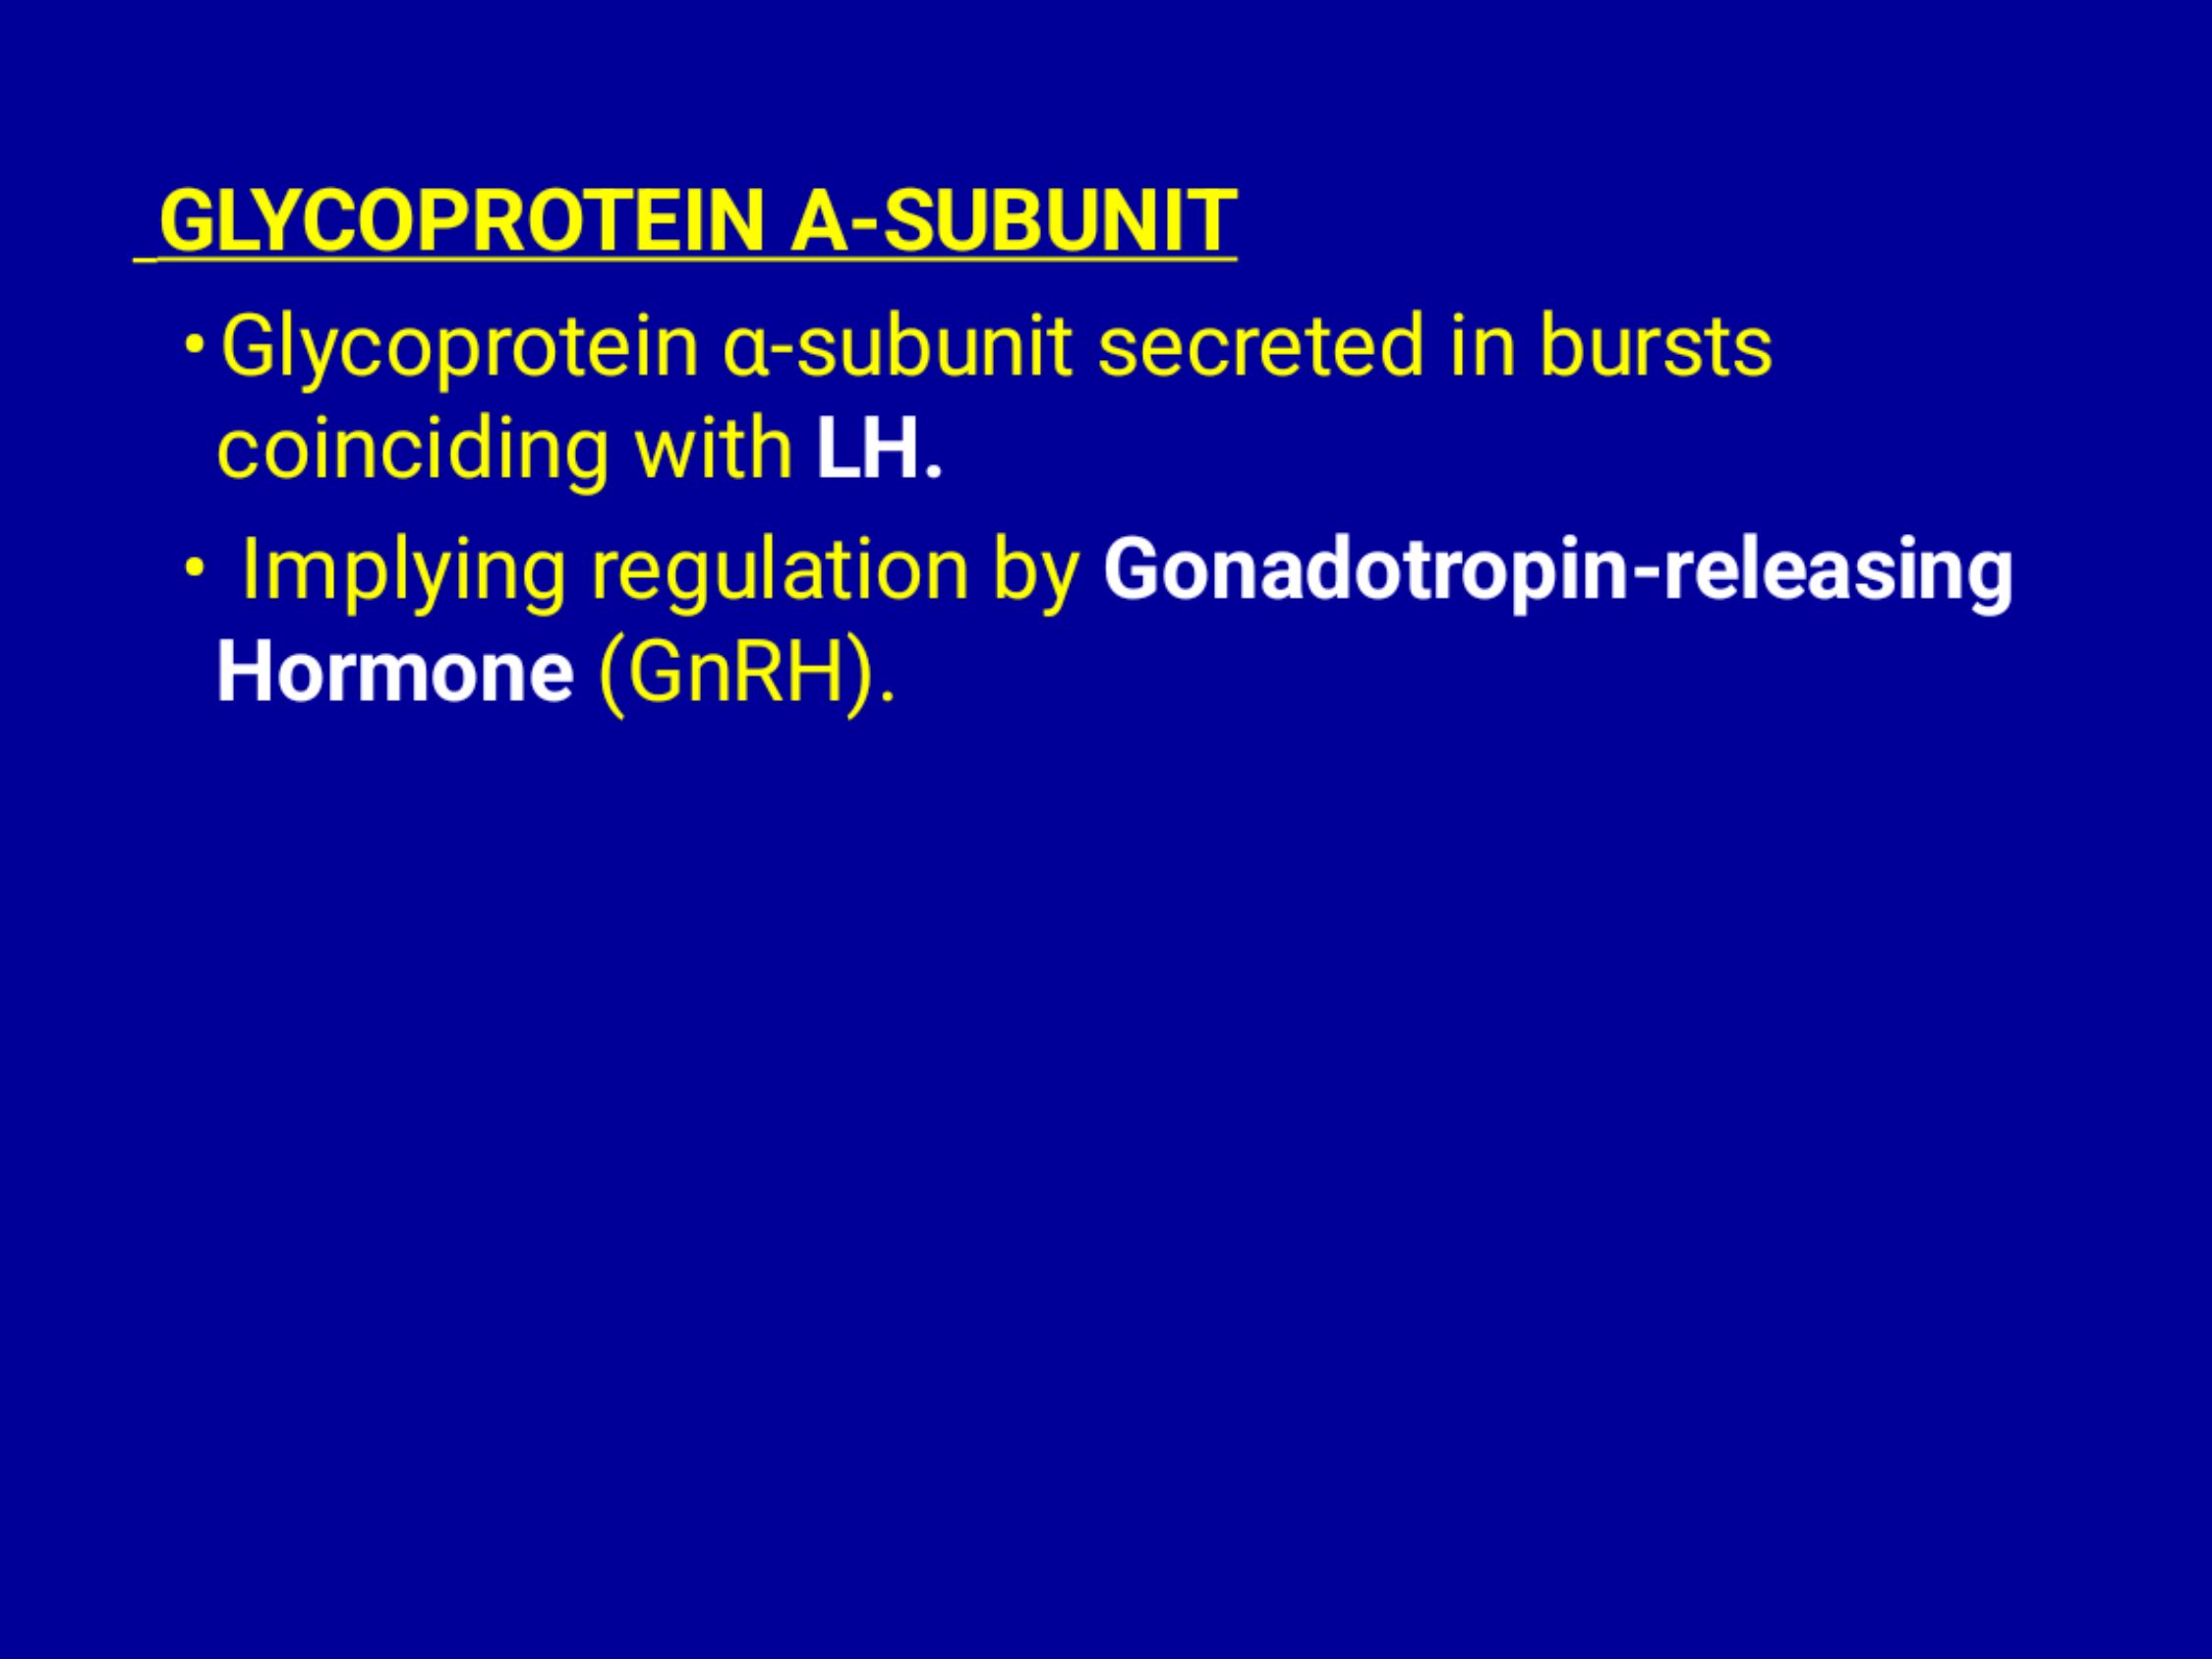 GLYCOPROTEIN A-SUBUNIT
• Glycoprotein α-subunit secreted in bursts
coinciding with LH.
• Implying regulation by Gonadotropin-releasing
Hormone (GnRH).